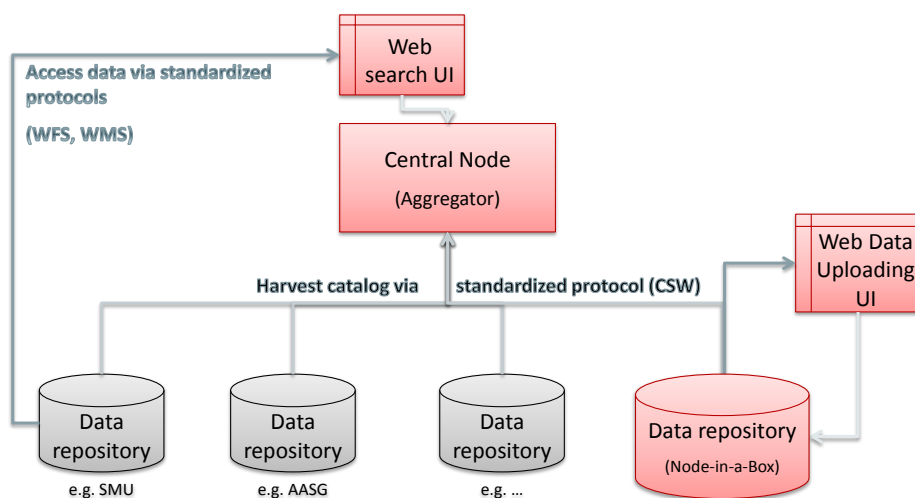 Web
search UI
Access data via standardized
protocols
(WFS, WMS)
Central Node
(Aggregator)
Web Data
Uploading
UI
Harvest catalog via standardized protocol (CSW)
Data
repository
e.g. SMU
Data
repository
e.g. AASG
Data
repository
e.g. ...
Data repository
(Node-in-a-Box)